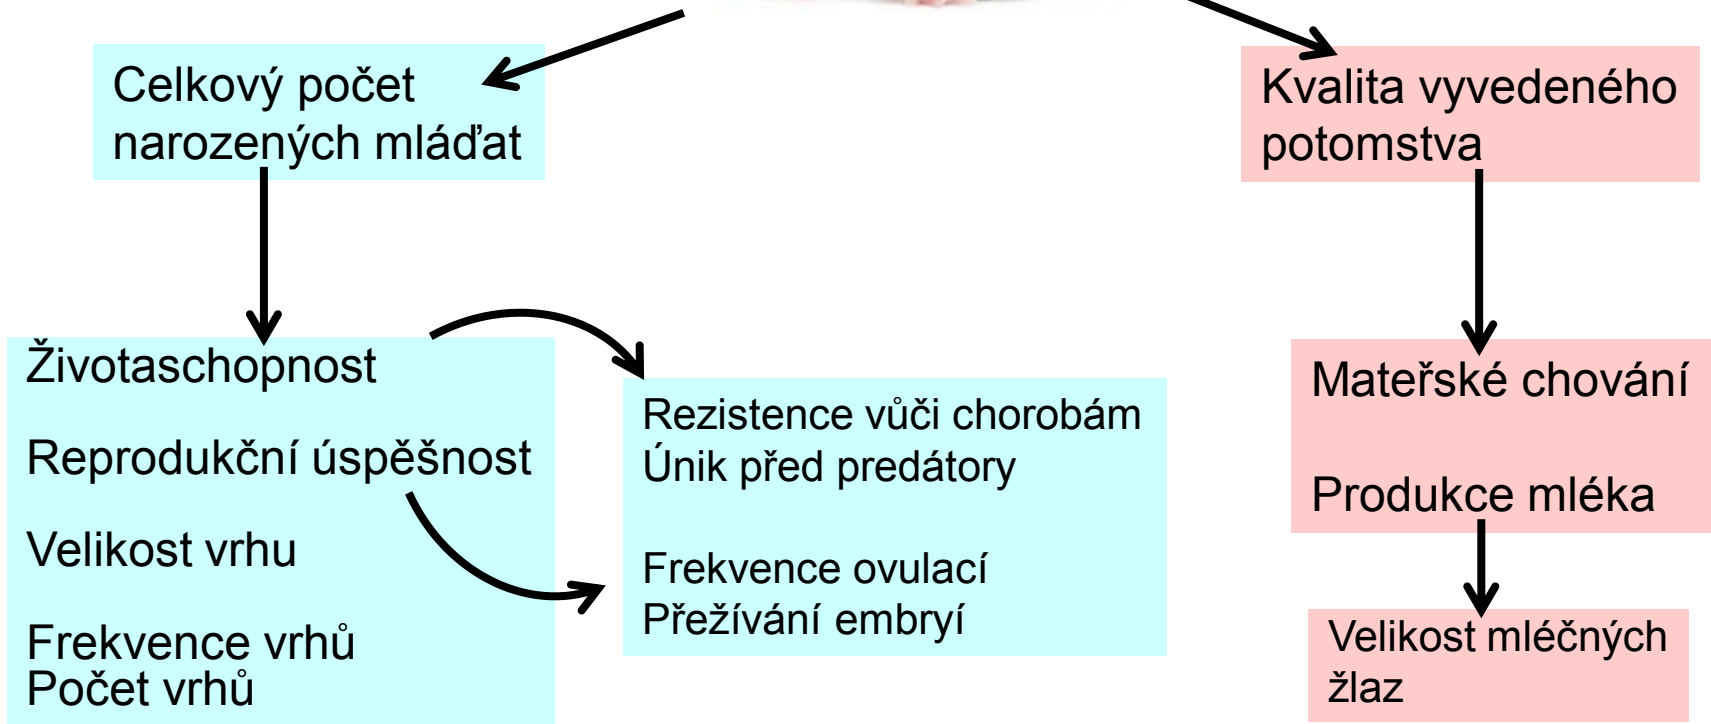 Celkový počet
narozených mláďat
Kvalita vyvedeného
potomstva
Životaschopnost
Reprodukční úspěšnost
Velikost vrhu
Frekvence vrhů
Počet vrhů
Rezistence vůči chorobám
Únik před predátory
Frekvence ovulací
Přežívání embryí
Mateřské chování
Produkce mléka
Velikost mléčných
žlaz